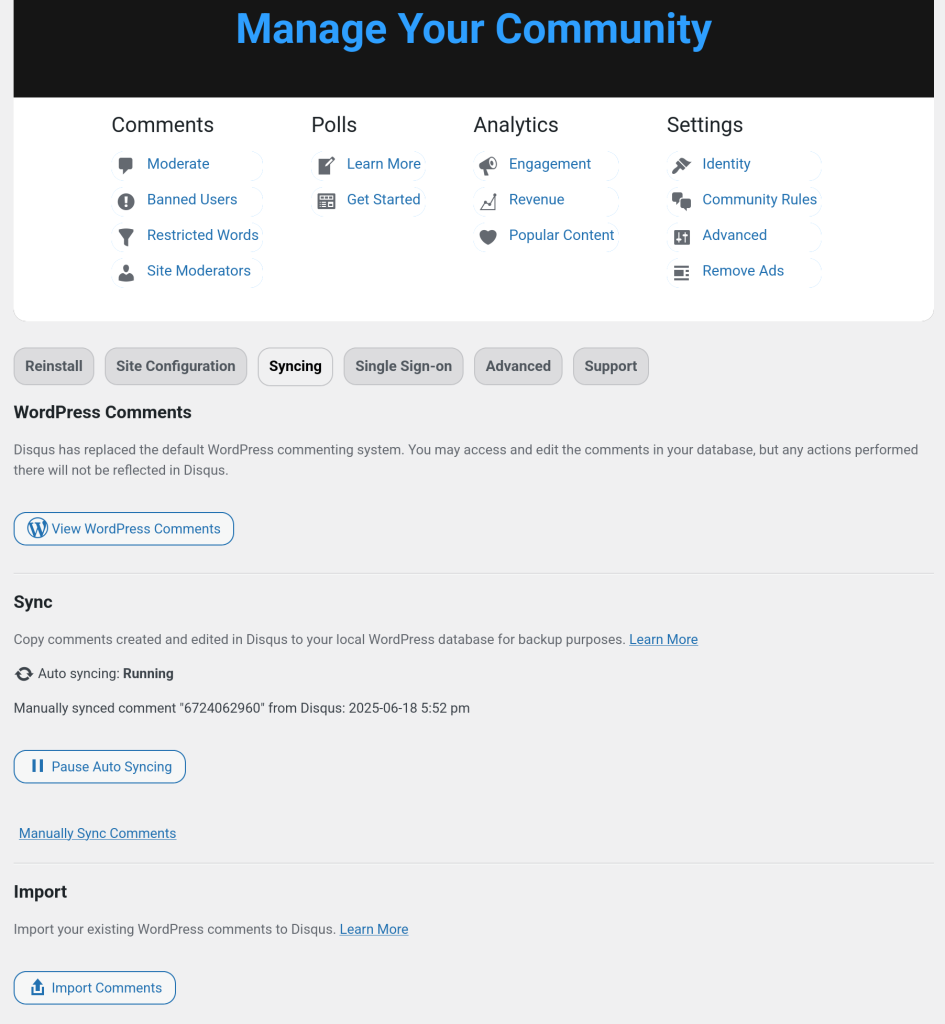 Manage Your Community
Comments
Moderate
Banned Users
Restricted Words
Site Moderators
Polls
Learn More
Get Started
Analytics
Engagement
Revenue
Popular Content
Settings
Identity
Community Rules
Advanced
Remove Ads
Reinstall
Site Configuration
Syncing
Single Sign-on
Advanced
Support
WordPress Comments
Disqus has replaced the default WordPress commenting system. You may access and edit the comments in your database, but any actions performed
there will not be reflected in Disqus.
View WordPress Comments
Sync
Copy comments created and edited in Disqus to your local WordPress database for backup purposes. Learn More
Auto syncing: Running
Manually synced comment "6724062960" from Disqus: 2025-06-18 5:52 pm
Pause Auto Syncing
Manually Sync Comments
Import
Import your existing WordPress comments to Disqus. Learn More
Import Comments